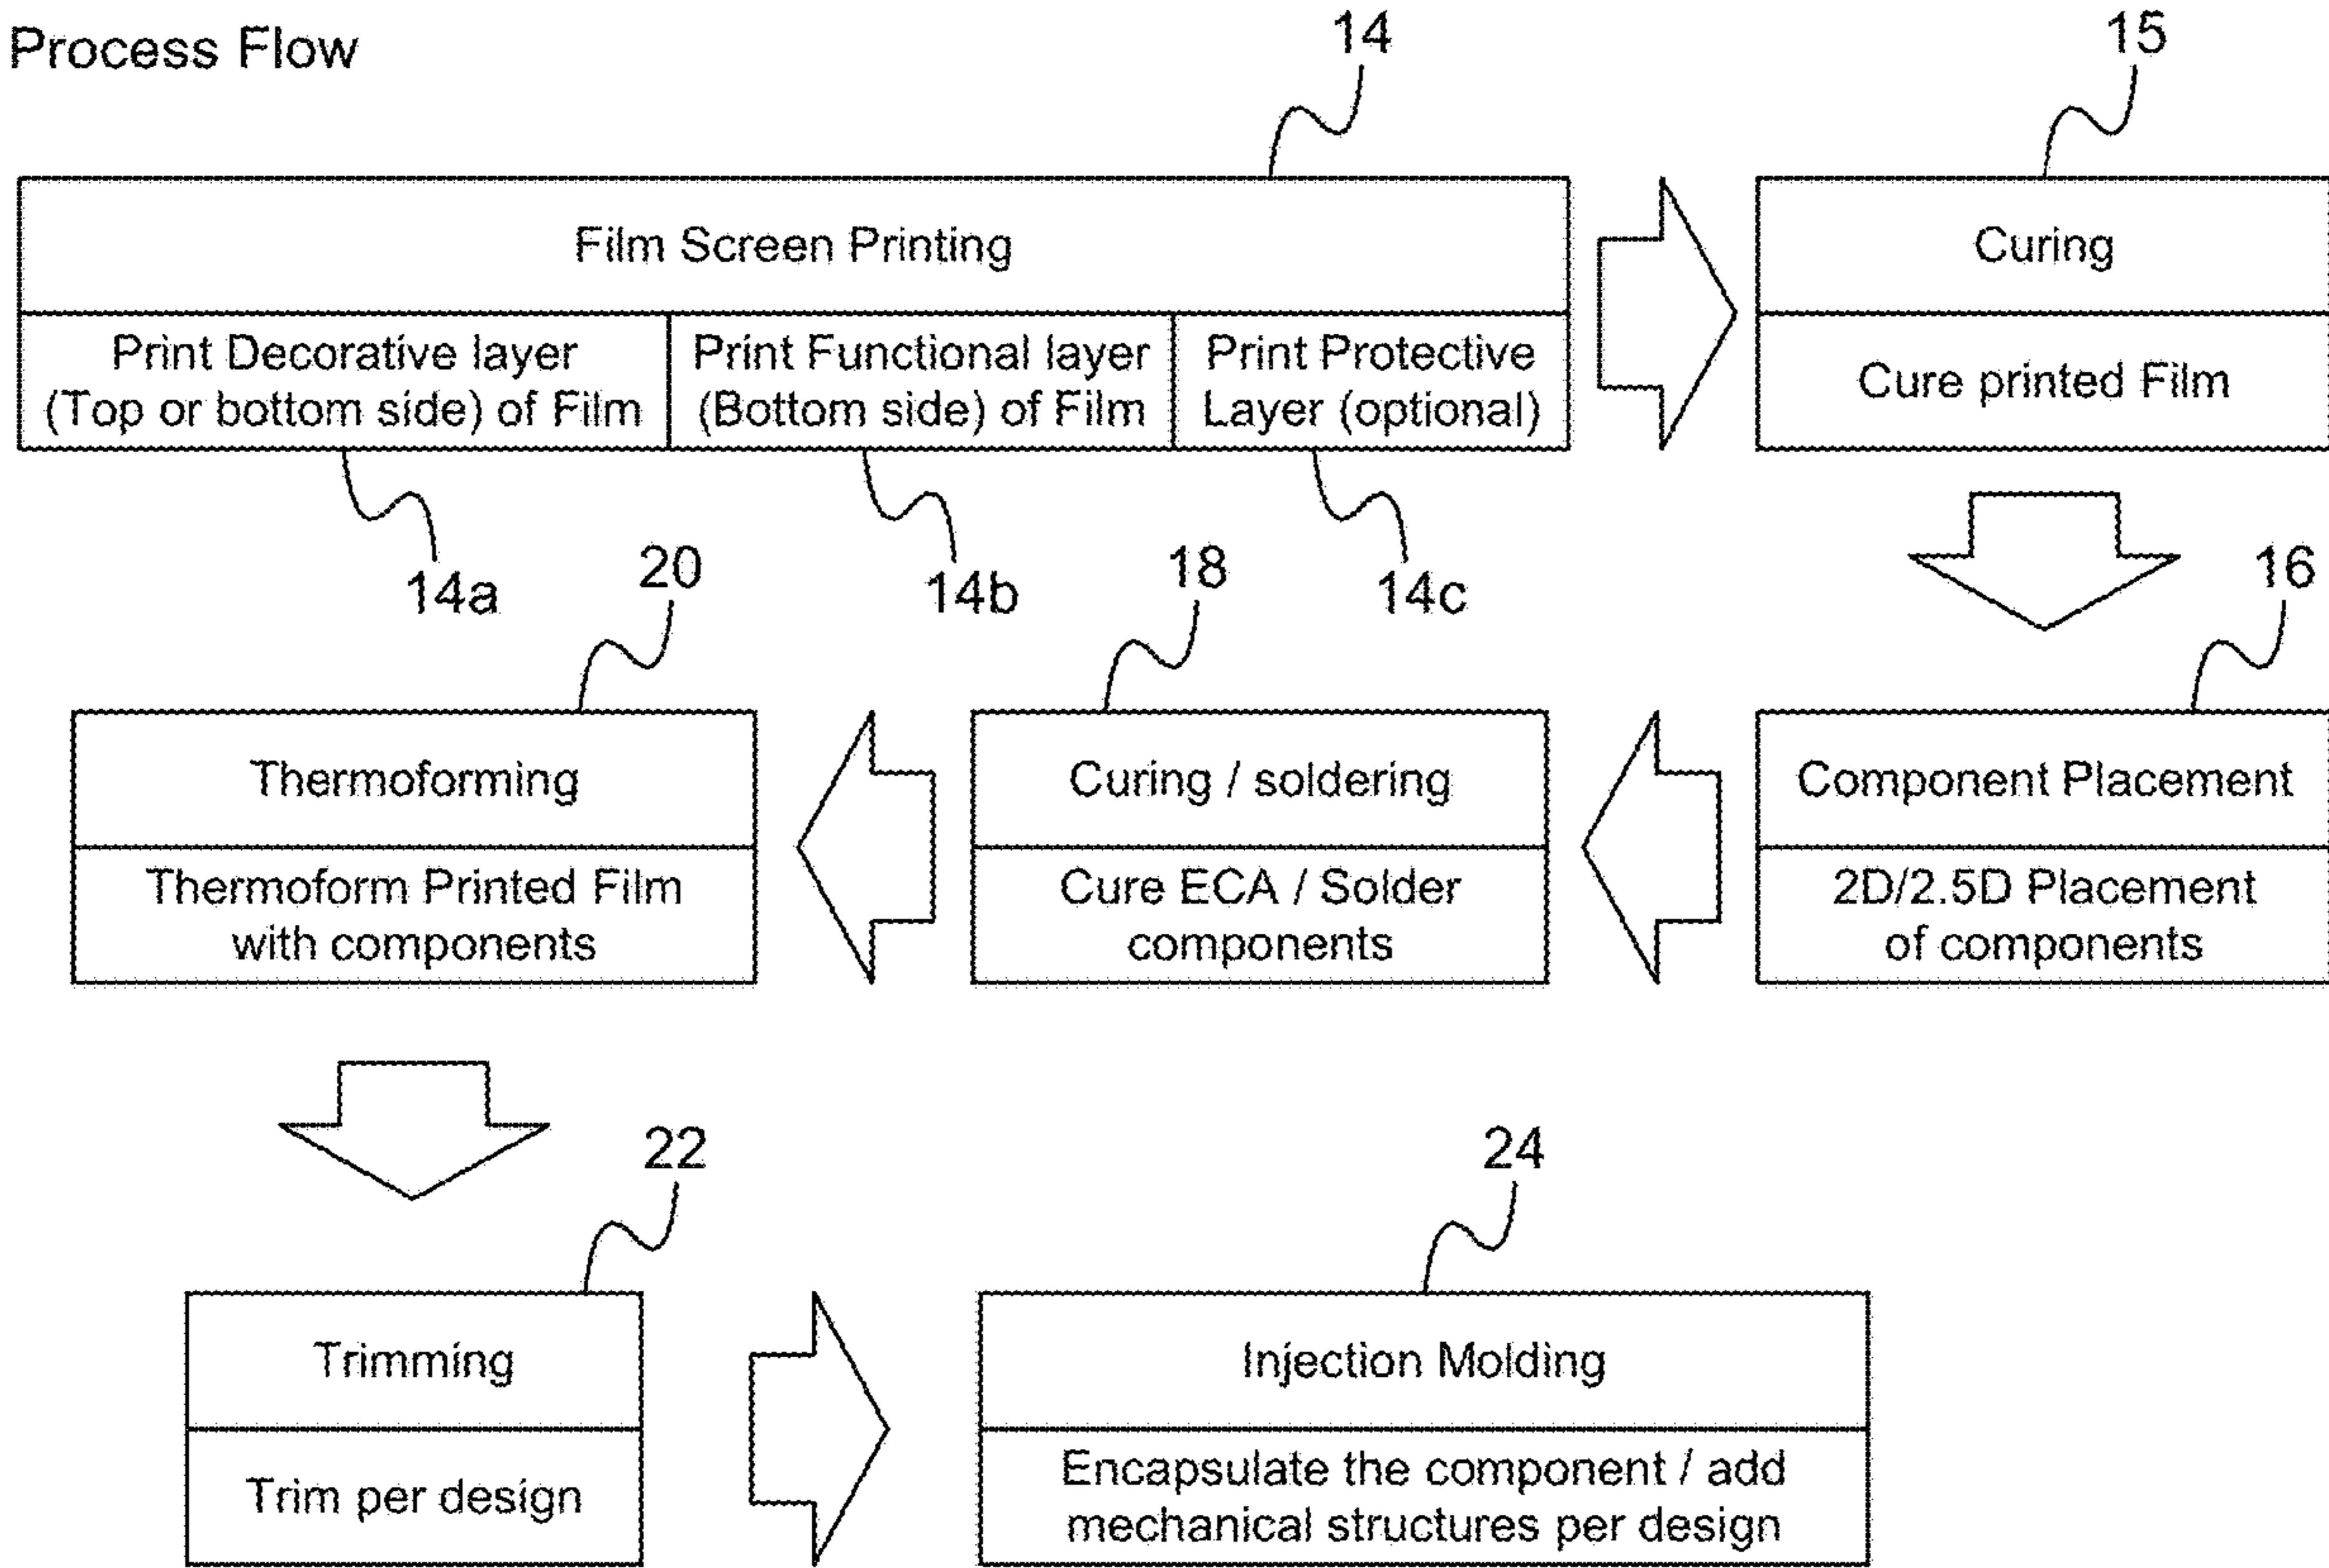 Process Flow
14
15
Film Screen Printing
Curing
Print Decorative layer
(Top or bottom side) of Film
Print Functional layer
(Bottom side) of Film
Print Protective
Layer (optional)
Cure printed Film
14a
14b
14c
20
18
16
Thermoforming
Thermoform Printed Film
with components
Curing / soldering
Cure ECA / Solder
components
Component Placement
2D/2.5D Placement
of components
22
24
Trimming
Trim per design
Injection Molding
Encapsulate the component / add
mechanical structures per design